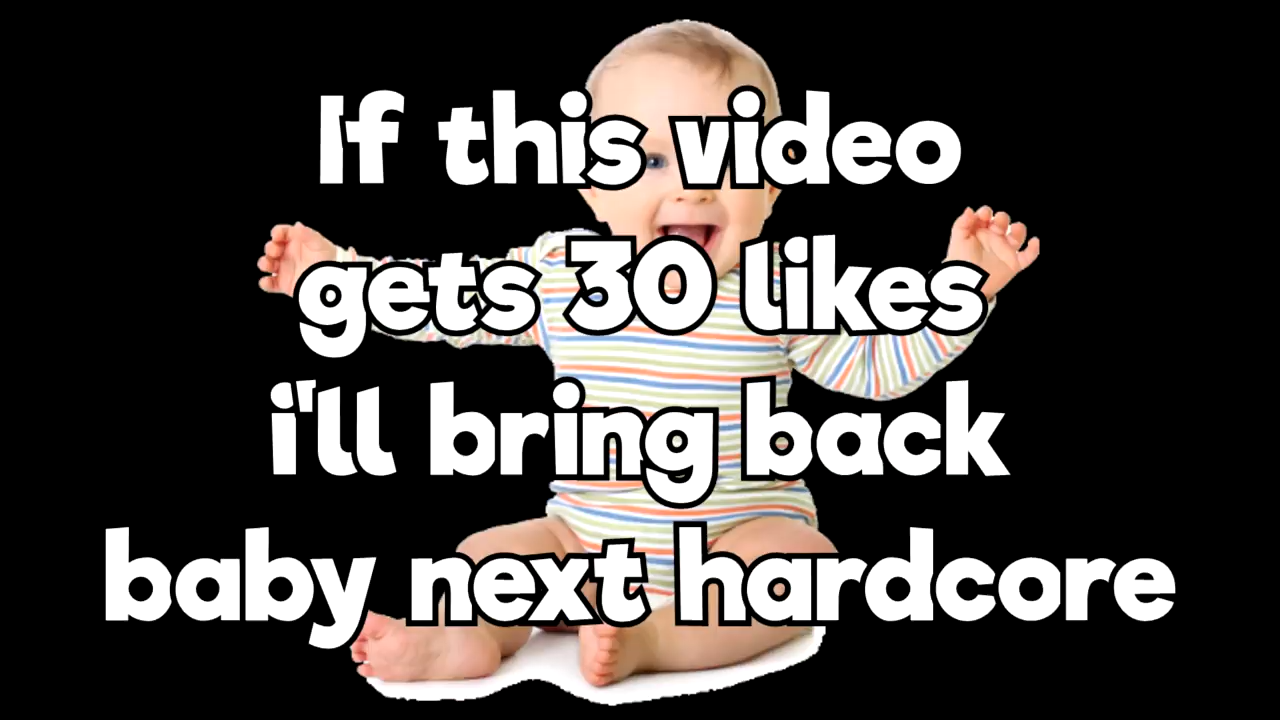 If this video
gets 30 likes
i'll bring back
baby next hardcore